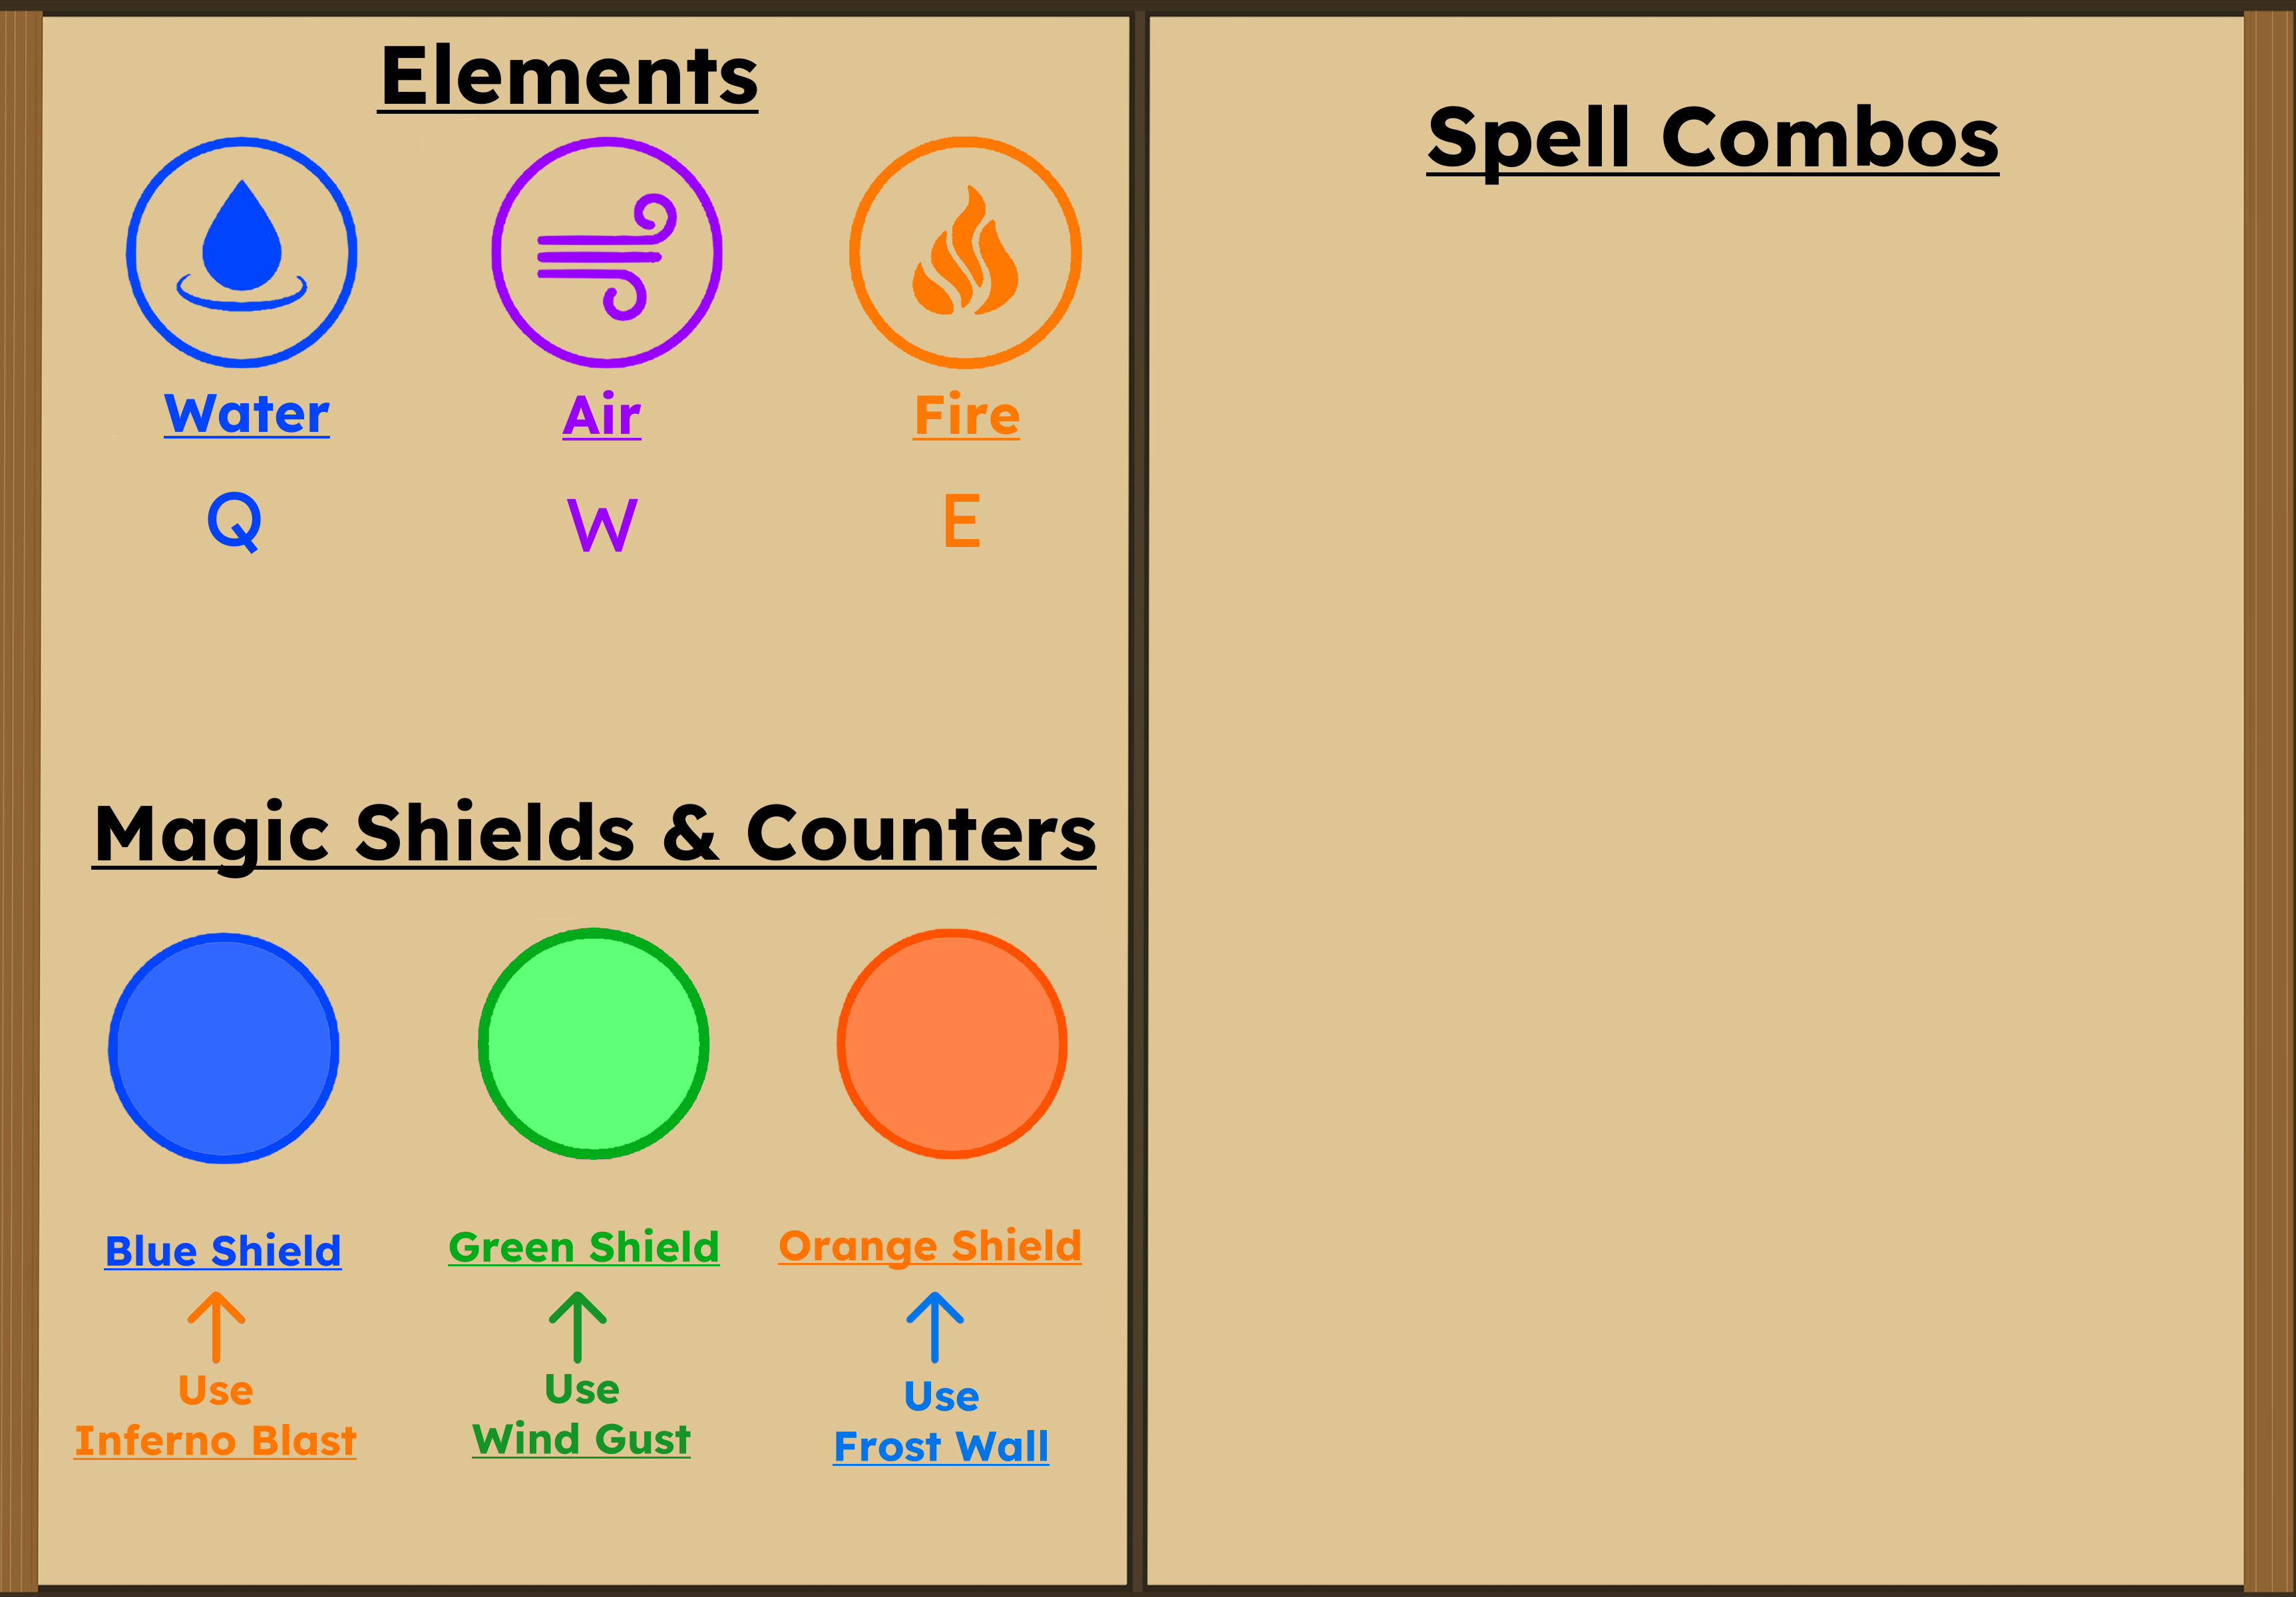 Elements
Water
Air
Fire
Q
W
E
Magic Shields & Counters
Blue Shield
Green Shield
Orange Shield
Use
Inferno Blast
Use
Wind Gust
Use
Frost Wall
Spell Combos